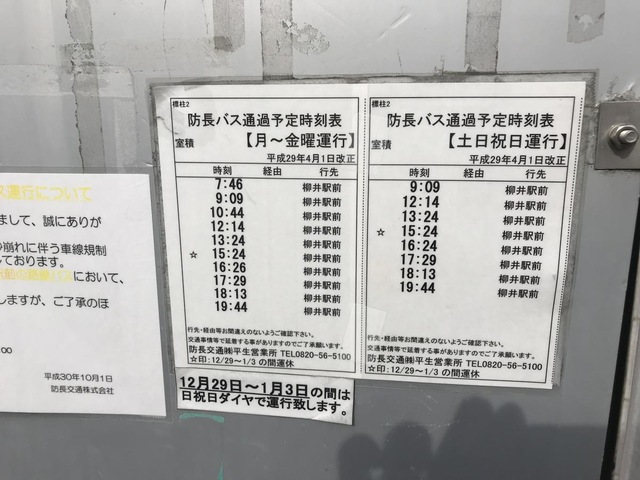 ス運行について
まして、誠にありが
崩れに伴う車線規制
しております。
において、
しますが、ご了承のほ
:00
平成30年10月1日
防長交通株式会社
標柱2
防長バス通過予定時刻表
室積 【月～金曜運行】
平成29年4月1日改正
時刻 経由 行先
7:46 柳井駅前
9:09 柳井駅前
10:44 柳井駅前
12:14 柳井駅前
13:24 柳井駅前
☆ 15:24 柳井駅前
16:26 柳井駅前
17:29 柳井駅前
18:13 柳井駅前
19:44 柳井駅前
行先・経由等お間違えのないようご確認下さい。
交通事情等で延着する事がありますのでご了承願います。
防長交通㈱平生営業所 TEL0820-56-5100
☆印:12/29～1/3 の間運休
12月29日～1月3日の間は
日祝日ダイヤで運行致します。
標柱2
防長バス通過予定時刻表
室積 【土日祝日運行】
平成29年4月1日改正
時刻 経由 行先
9:09 柳井駅前
12:14 柳井駅前
13:24 柳井駅前
☆ 15:24 柳井駅前
16:24 柳井駅前
17:29 柳井駅前
18:13 柳井駅前
19:44 柳井駅前
行先・経由等お間違えのないようご確認下さい。
交通事情等で延着する事がありますのでご了承願います。
防長交通㈱平生営業所 TEL0820-56-5100
☆印:12/29～1/3 の間運休